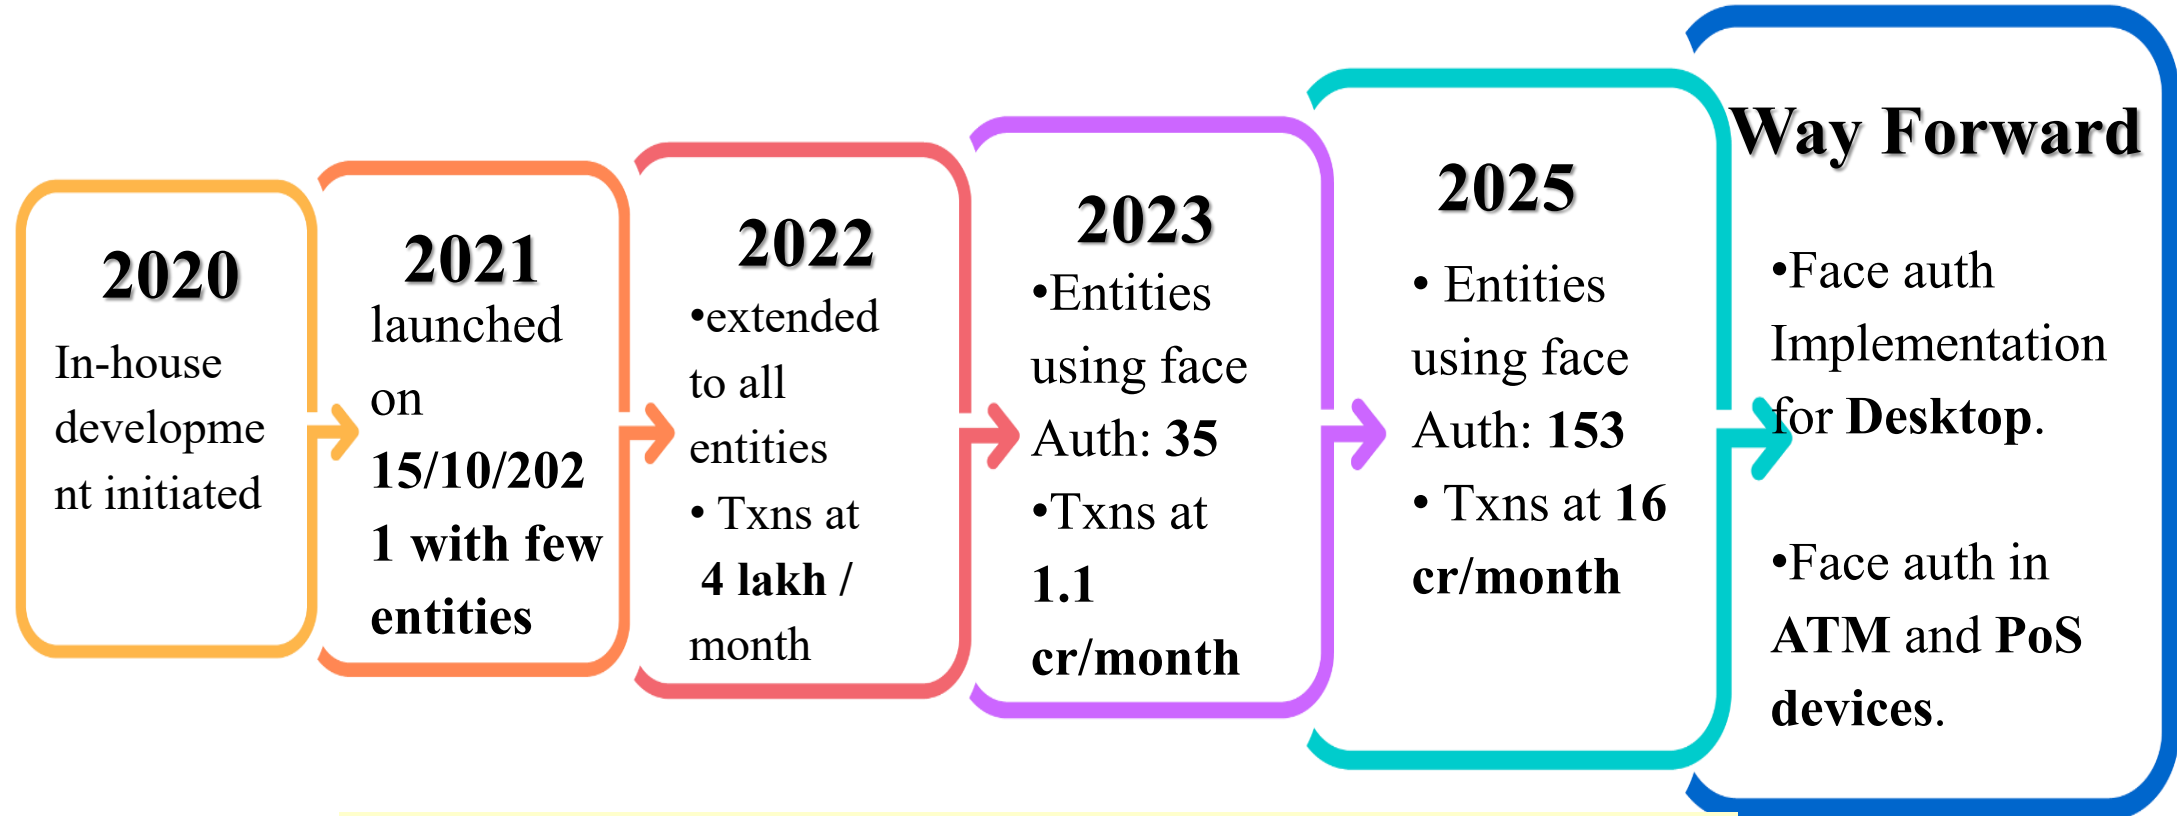 2020
In-house
developme
nt initiated
2021
launched
on
15/10/202
1 with few
entities
2022
•extended
to all
entities
• Txns at
4 lakh /
month
2023
•Entities
using face
Auth: 35
•Txns at
1.1
cr/month
2025
• Entities
using face
Auth: 153
• Txns at 16
cr/month
Way Forward
•Face auth
Implementation
for Desktop.
•Face auth in
ATM and PoS
devices.